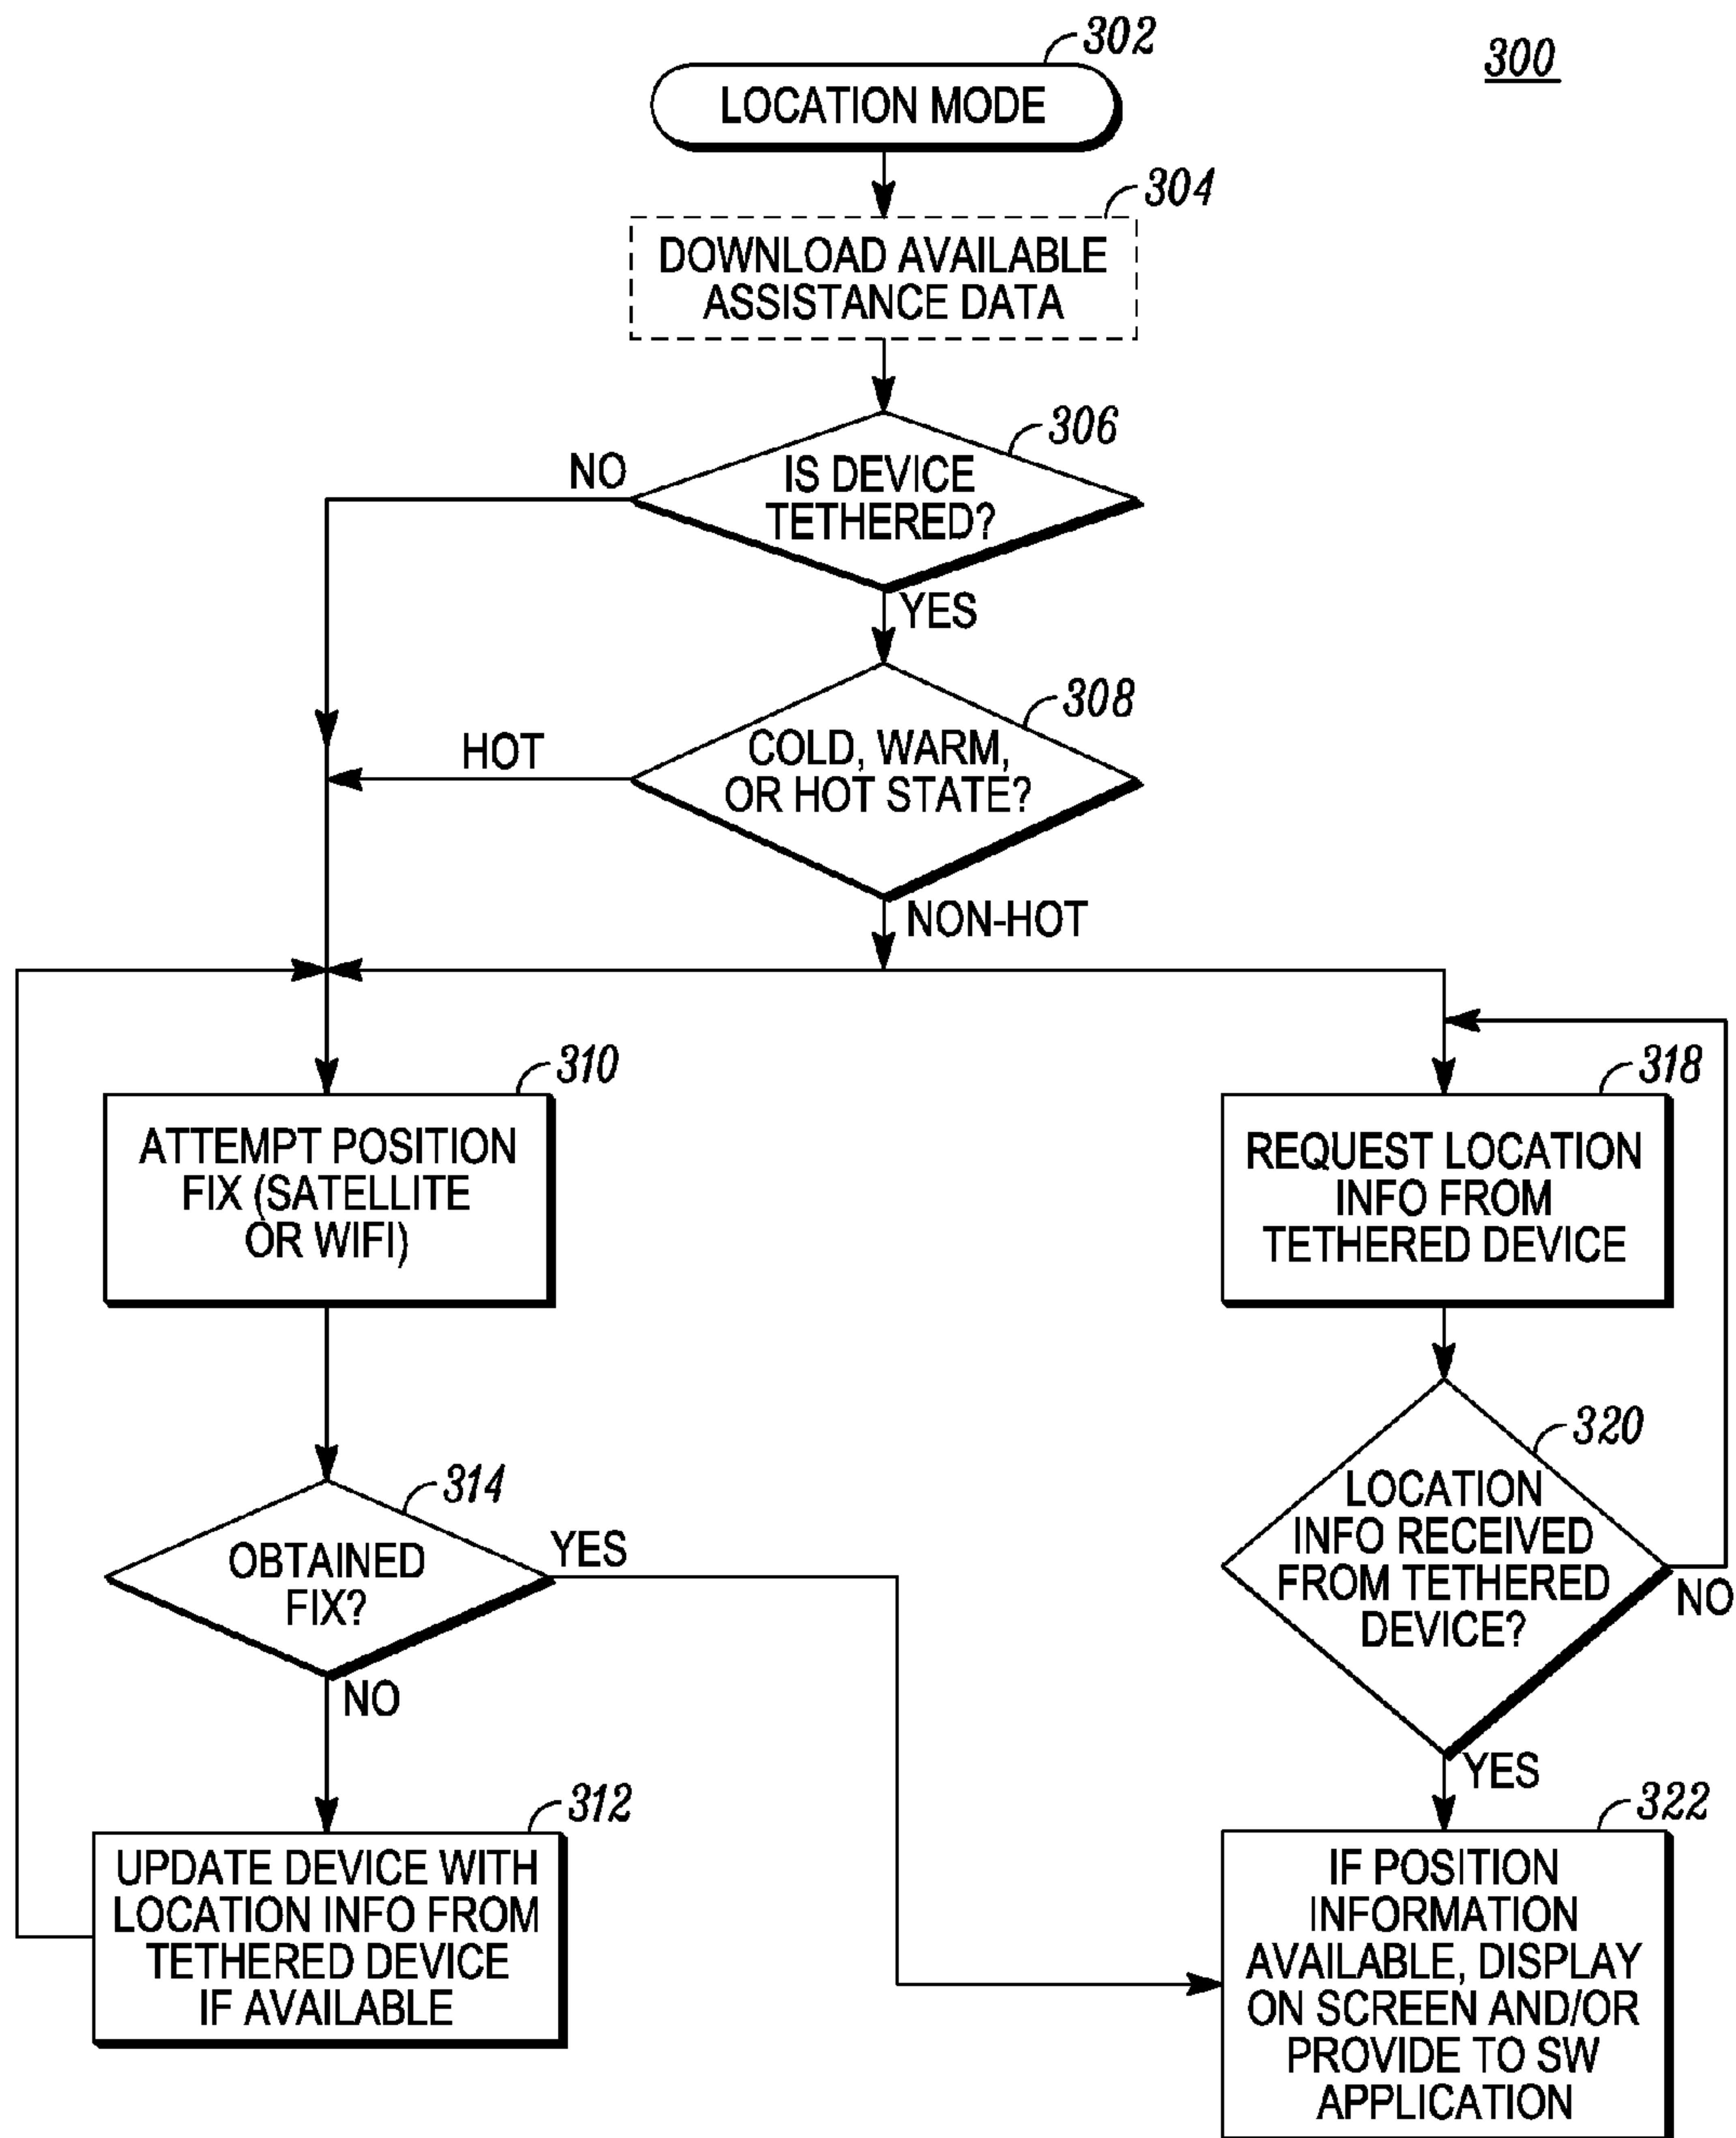 302
300
LOCATION MODE
304
DOWNLOAD AVAILABLE
ASSISTANCE DATA
306
NO
IS DEVICE
TETHERED?
YES
308
HOT
COLD, WARM,
OR HOT STATE?
NON-HOT
310
ATTEMPT POSITION
FIX (SATELLITE
OR WIFI)
318
REQUEST LOCATION
INFO FROM
TETHERED DEVICE
314
OBTAINED
FIX?
YES
NO
320
LOCATION
INFO RECEIVED
FROM TETHERED
DEVICE?
NO
YES
312
UPDATE DEVICE WITH
LOCATION INFO FROM
TETHERED DEVICE
IF AVAILABLE
322
IF POSITION
INFORMATION
AVAILABLE, DISPLAY
ON SCREEN AND/OR
PROVIDE TO SW
APPLICATION